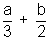 a/3 + b/2